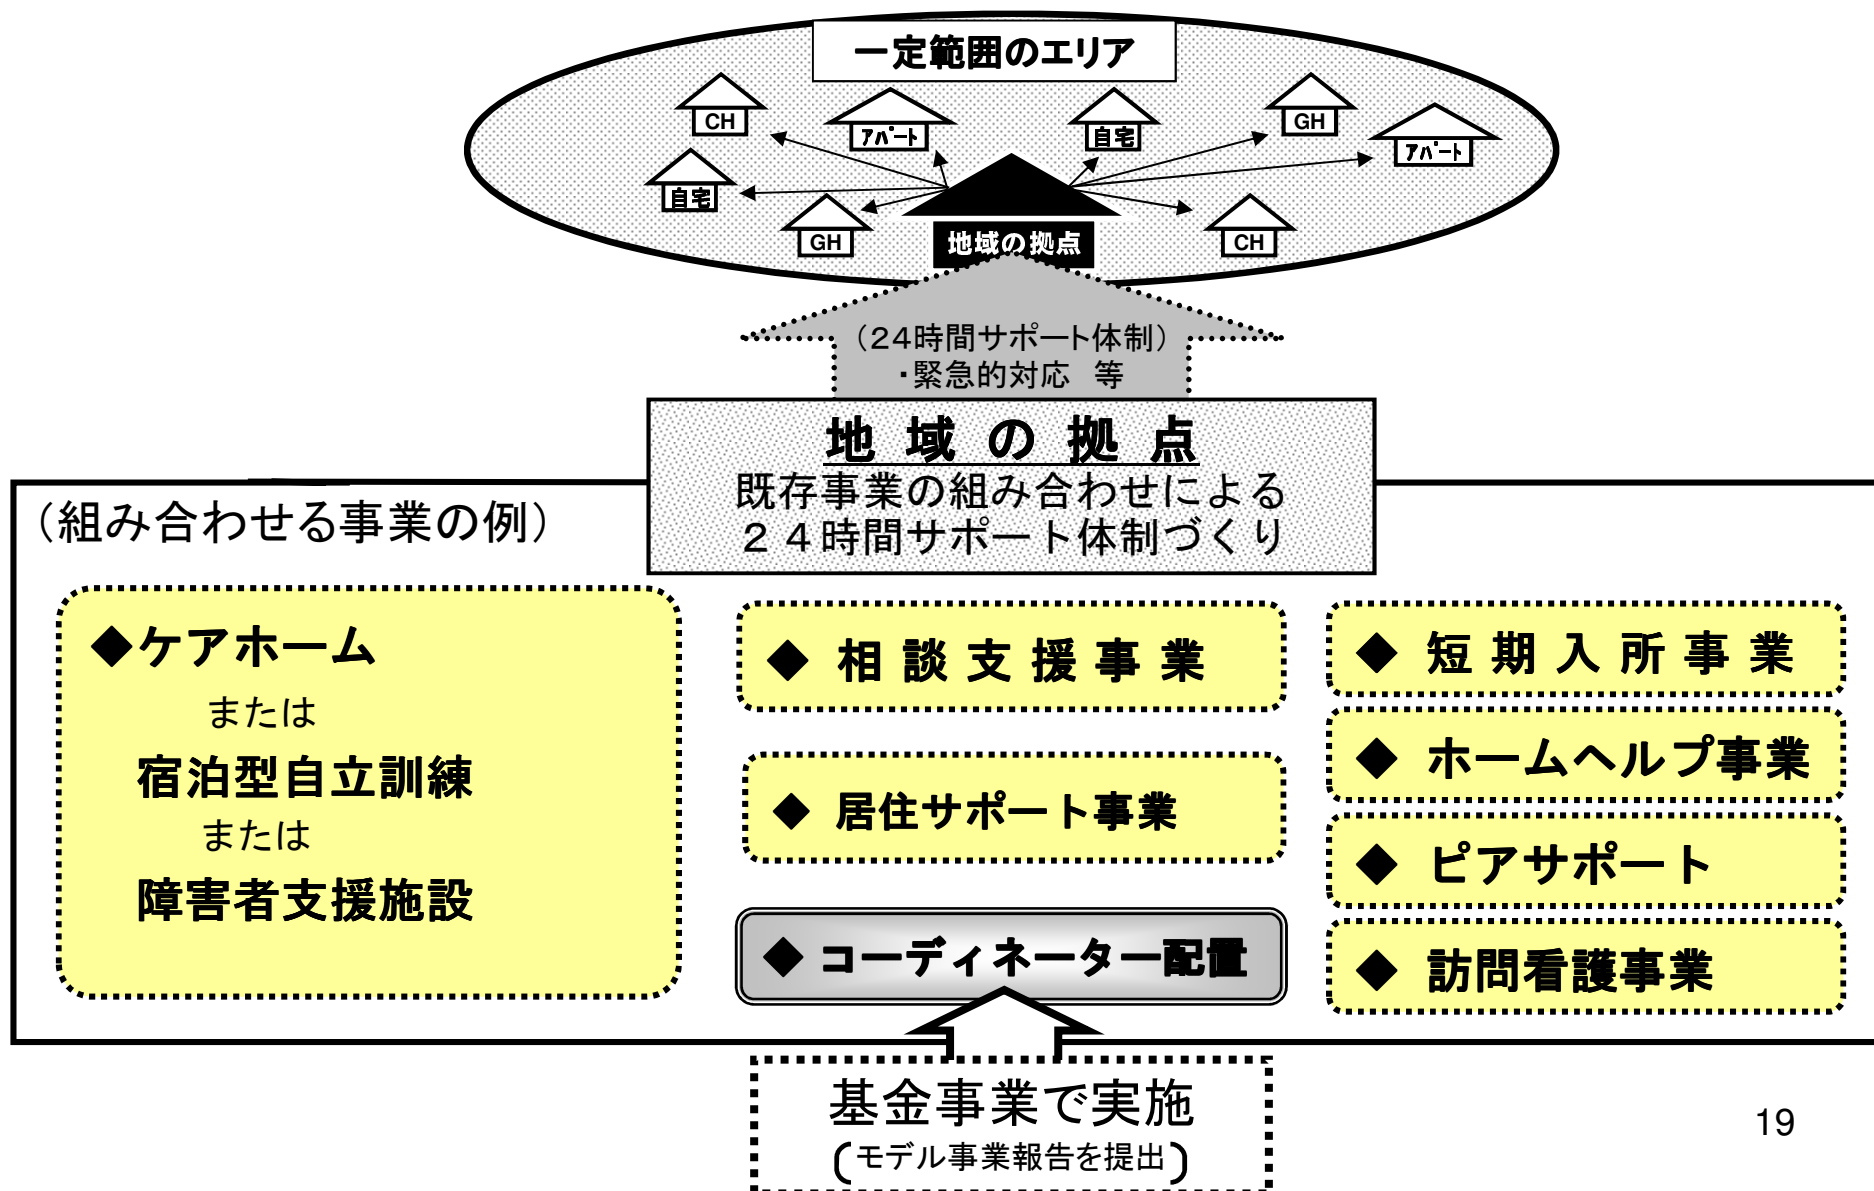 一定範囲のエリア
CH
アパート
自宅
GH
アパート
自宅
GH
地域の拠点
CH
（24時間サポート体制）
・緊急的対応　等
地域の拠点
既存事業の組み合わせによる
２４時間サポート体制づくり
（組み合わせる事業の例）
◆ケアホーム
または
宿泊型自立訓練
または
障害者支援施設
◆ 相談支援事業
◆ 居住サポート事業
◆ コーディネーター配置
◆ 短期入所事業
◆ ホームヘルプ事業
◆ ピアサポート
◆ 訪問看護事業
基金事業で実施
（モデル事業報告を提出）
19